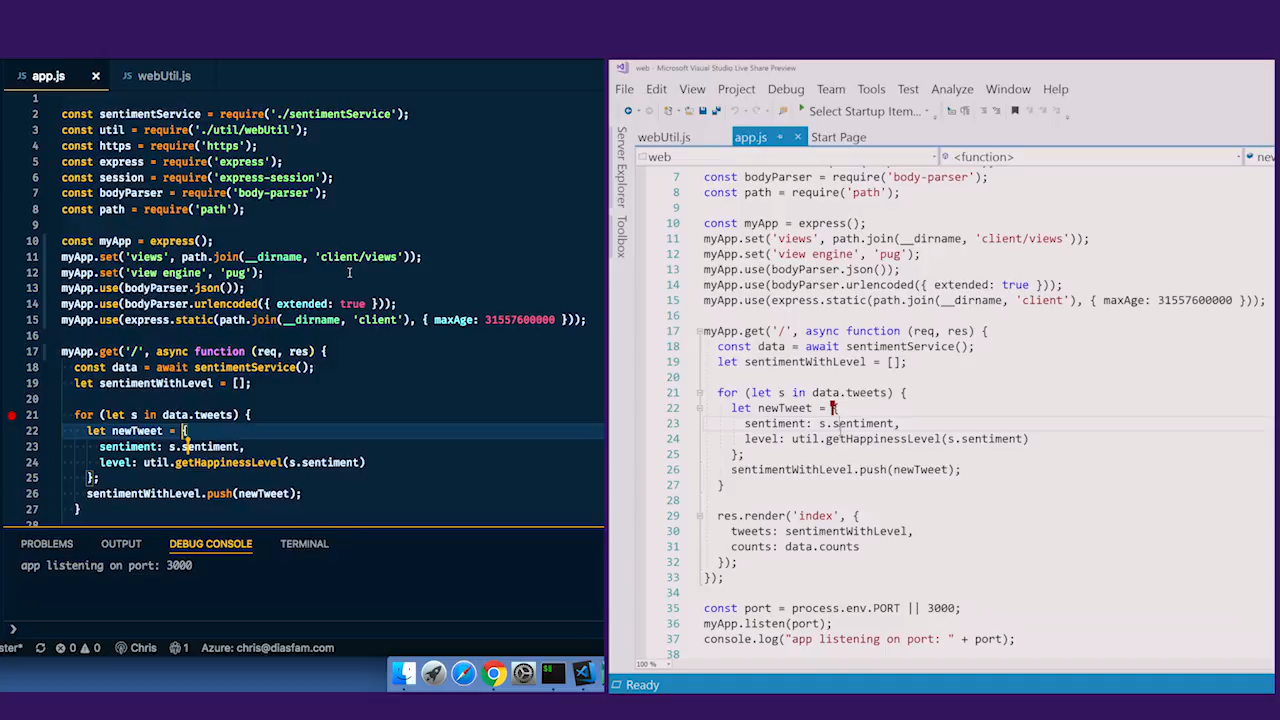 JS app.js × JS webUtil.js
1
2 const sentimentService = require('./sentimentService');
3 const util = require('./util/webUtil');
4 const https = require('https');
5 const express = require('express');
6 const session = require('express-session');
7 const bodyParser = require('body-parser');
8 const path = require('path');
9
10 const myApp = express();
11 myApp.set('views', path.join(__dirname, 'client/views'));
12 myApp.set('view engine', 'pug');
13 myApp.use(bodyParser.json());
14 myApp.use(bodyParser.urlencoded({ extended: true }));
15 myApp.use(express.static(path.join(__dirname, 'client'), { maxAge: 31557600000 }));
16
17 myApp.get('/', async function (req, res) {
18 const data = await sentimentService();
19 let sentimentWithLevel = [];
20
21 for (let s in data.tweets) {
22 let newTweet = {
23 sentiment: s.sentiment,
24 level: util.getHappinessLevel(s.sentiment)
25 };
26 sentimentWithLevel.push(newTweet);
27 }
28
PROBLEMS OUTPUT DEBUG CONSOLE TERMINAL
app listening on port: 3000
ster* 0 0 Chris 1 Azure: chris@diasfam.com
web - Microsoft Visual Studio Live Share Preview
File Edit View Project Debug Team Tools Test Analyze Window Help
Select Startup Item...
Server Explorer
Toolbox
webUtil.js app.js × Start Page
web <function> new
7 const bodyParser = require('body-parser');
8 const path = require('path');
9
10 const myApp = express();
11 myApp.set('views', path.join(__dirname, 'client/views'));
12 myApp.set('view engine', 'pug');
13 myApp.use(bodyParser.json());
14 myApp.use(bodyParser.urlencoded({ extended: true }));
15 myApp.use(express.static(path.join(__dirname, 'client'), { maxAge: 31557600000 }));
16
17 myApp.get('/', async function (req, res) {
18 const data = await sentimentService();
19 let sentimentWithLevel = [];
20
21 for (let s in data.tweets) {
22 let newTweet = {
23 sentiment: s.sentiment,
24 level: util.getHappinessLevel(s.sentiment)
25 };
26 sentimentWithLevel.push(newTweet);
27 }
28
29 res.render('index', {
30 tweets: sentimentWithLevel,
31 counts: data.counts
32 });
33 });
34
35 const port = process.env.PORT || 3000;
36 myApp.listen(port);
37 console.log("app listening on port: " + port);
38
100 %
Ready